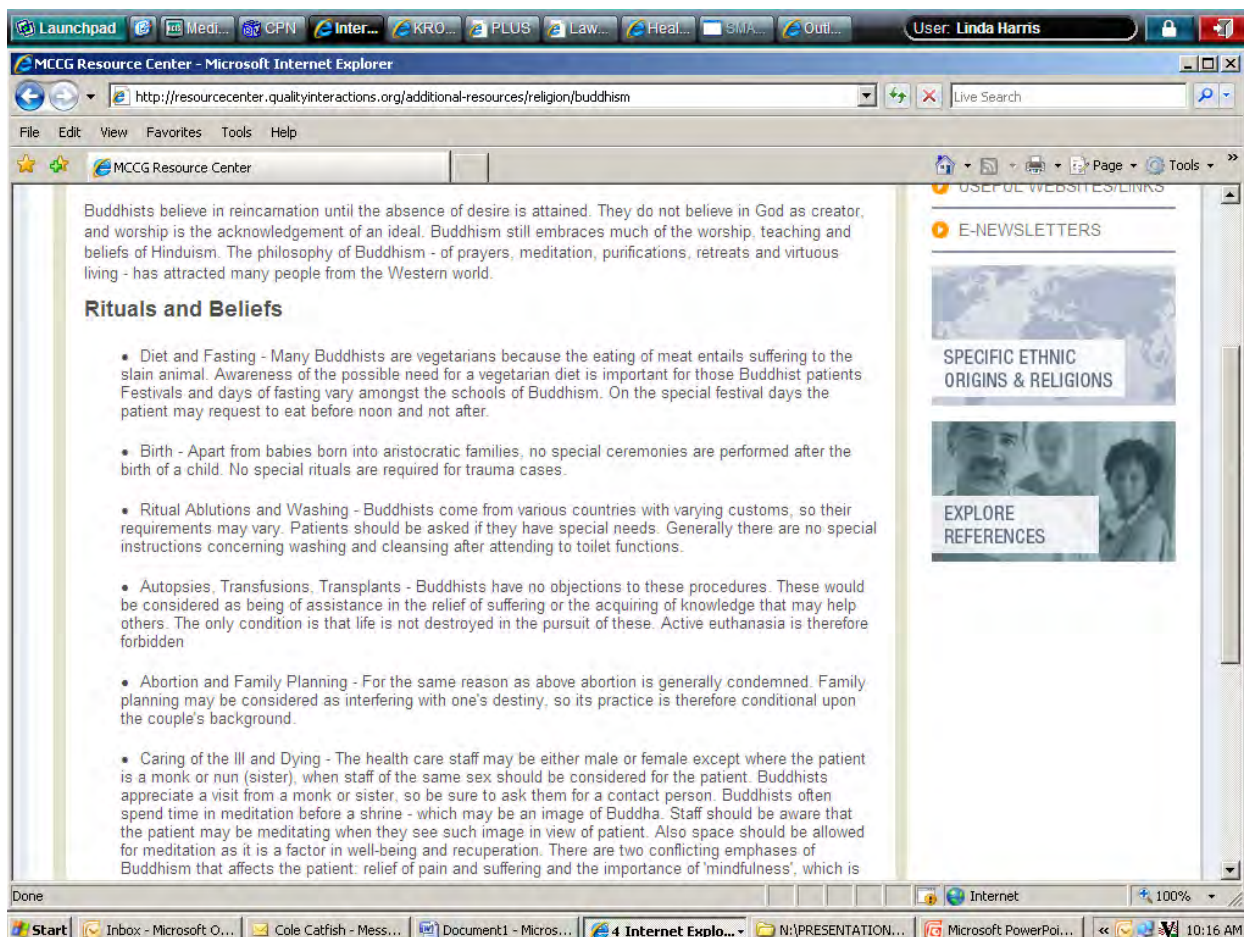 Launchpad Medi... CPN Inter... KRO... PLUS Law... Heal... SMA... Outl... User: Linda Harris
MCCG Resource Center - Microsoft Internet Explorer
http://resourcecenter.qualityinteractions.org/additional-resources/religion/buddhism Live Search
File Edit View Favorites Tools Help
MCCG Resource Center Page Tools »
USEFUL WEBSITES/LINKS
E-NEWSLETTERS
SPECIFIC ETHNIC
ORIGINS & RELIGIONS
EXPLORE
REFERENCES
Buddhists believe in reincarnation until the absence of desire is attained. They do not believe in God as creator,
and worship is the acknowledgement of an ideal. Buddhism still embraces much of the worship, teaching and
beliefs of Hinduism. The philosophy of Buddhism - of prayers, meditation, purifications, retreats and virtuous
living - has attracted many people from the Western world.
Rituals and Beliefs
• Diet and Fasting - Many Buddhists are vegetarians because the eating of meat entails suffering to the
slain animal. Awareness of the possible need for a vegetarian diet is important for those Buddhist patients.
Festivals and days of fasting vary amongst the schools of Buddhism. On the special festival days the
patient may request to eat before noon and not after.
• Birth - Apart from babies born into aristocratic families, no special ceremonies are performed after the
birth of a child. No special rituals are required for trauma cases.
• Ritual Ablutions and Washing - Buddhists come from various countries with varying customs, so their
requirements may vary. Patients should be asked if they have special needs. Generally there are no special
instructions concerning washing and cleansing after attending to toilet functions.
• Autopsies, Transfusions, Transplants - Buddhists have no objections to these procedures. These would
be considered as being of assistance in the relief of suffering or the acquiring of knowledge that may help
others. The only condition is that life is not destroyed in the pursuit of these. Active euthanasia is therefore
forbidden
• Abortion and Family Planning - For the same reason as above abortion is generally condemned. Family
planning may be considered as interfering with one's destiny, so its practice is therefore conditional upon
the couple's background.
• Caring of the Ill and Dying - The health care staff may be either male or female except where the patient
is a monk or nun (sister), when staff of the same sex should be considered for the patient. Buddhists
appreciate a visit from a monk or sister, so be sure to ask them for a contact person. Buddhists often
spend time in meditation before a shrine - which may be an image of Buddha. Staff should be aware that
the patient may be meditating when they see such image in view of patient. Also space should be allowed
for meditation as it is a factor in well-being and recuperation. There are two conflicting emphases of
Buddhism that affects the patient: relief of pain and suffering and the importance of 'mindfulness', which is
Done Internet 100%
Start Inbox - Microsoft O... Cole Catfish - Mess... Document1 - Micros... 4 Internet Explo... N:\PRESENTATION... Microsoft PowerPoi... « 10:16 AM